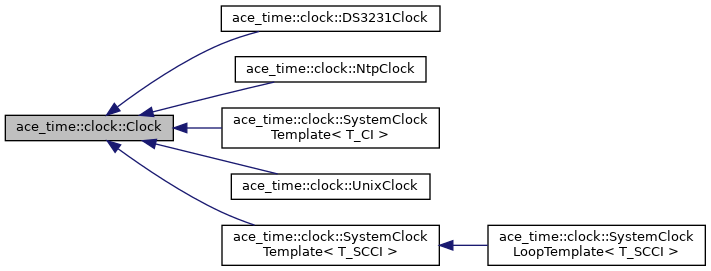 ace_time::clock::DS3231Clock
ace_time::clock::NtpClock
ace_time::clock::Clock
ace_time::clock::SystemClock
Template< T_CI >
ace_time::clock::UnixClock
ace_time::clock::SystemClock
Template< T_SCCI >
ace_time::clock::SystemClock
LoopTemplate< T_SCCI >